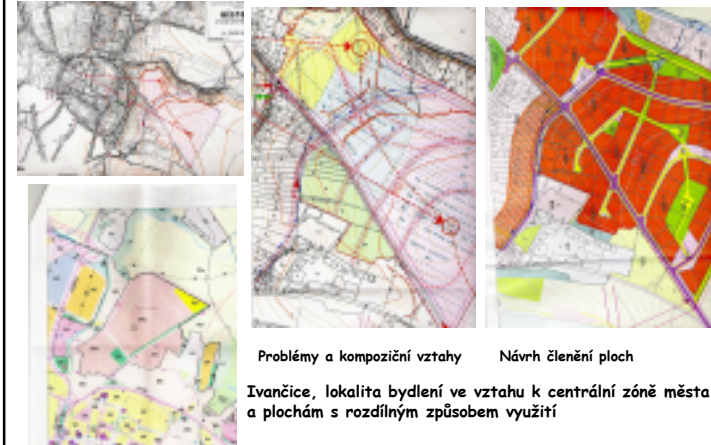 Problémy a kompoziční vztahy
Návrh členění ploch
Ivančice, lokalita bydlení ve vztahu k centrální zóně města
a plochám s rozdílným způsobem využití